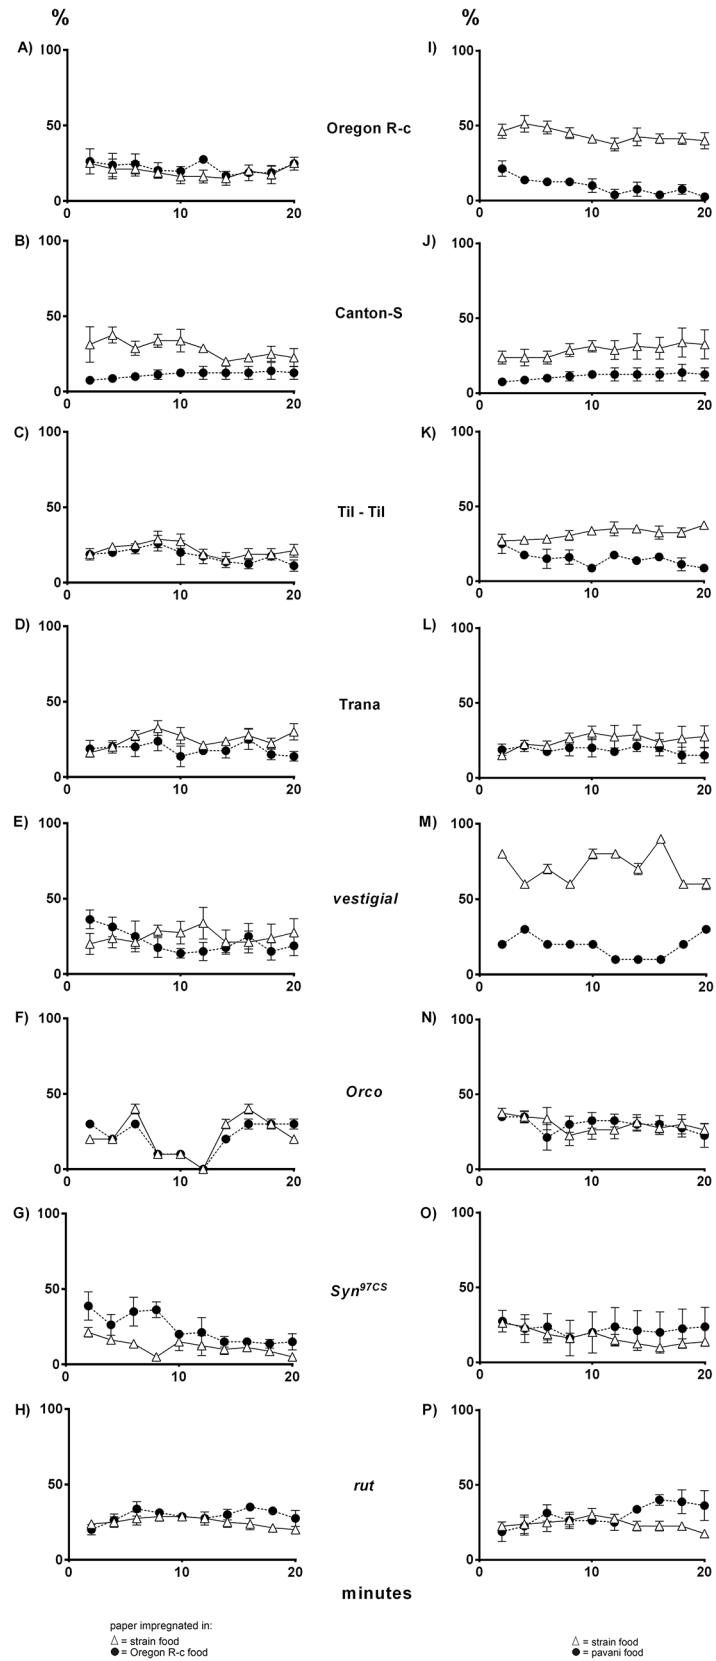 % %
A) 100 50 0 0 10 20 Oregon R-c I) 100 50 0 0 10 20
B) 100 50 0 0 10 20 Canton-S J) 100 50 0 0 10 20
C) 100 50 0 0 10 20 Til - Til K) 100 50 0 0 10 20
D) 100 50 0 0 10 20 Trana L) 100 50 0 0 10 20
E) 100 50 0 0 10 20 vestigial M) 100 50 0 0 10 20
F) 100 50 0 0 10 20 Orco N) 100 50 0 0 10 20
G) 100 50 0 0 10 20 Syn97CS O) 100 50 0 0 10 20
H) 100 50 0 0 10 20 rut P) 100 50 0 0 10 20
minutes
paper impregnated in:
= strain food = strain food
= Oregon R-c food = pavani food